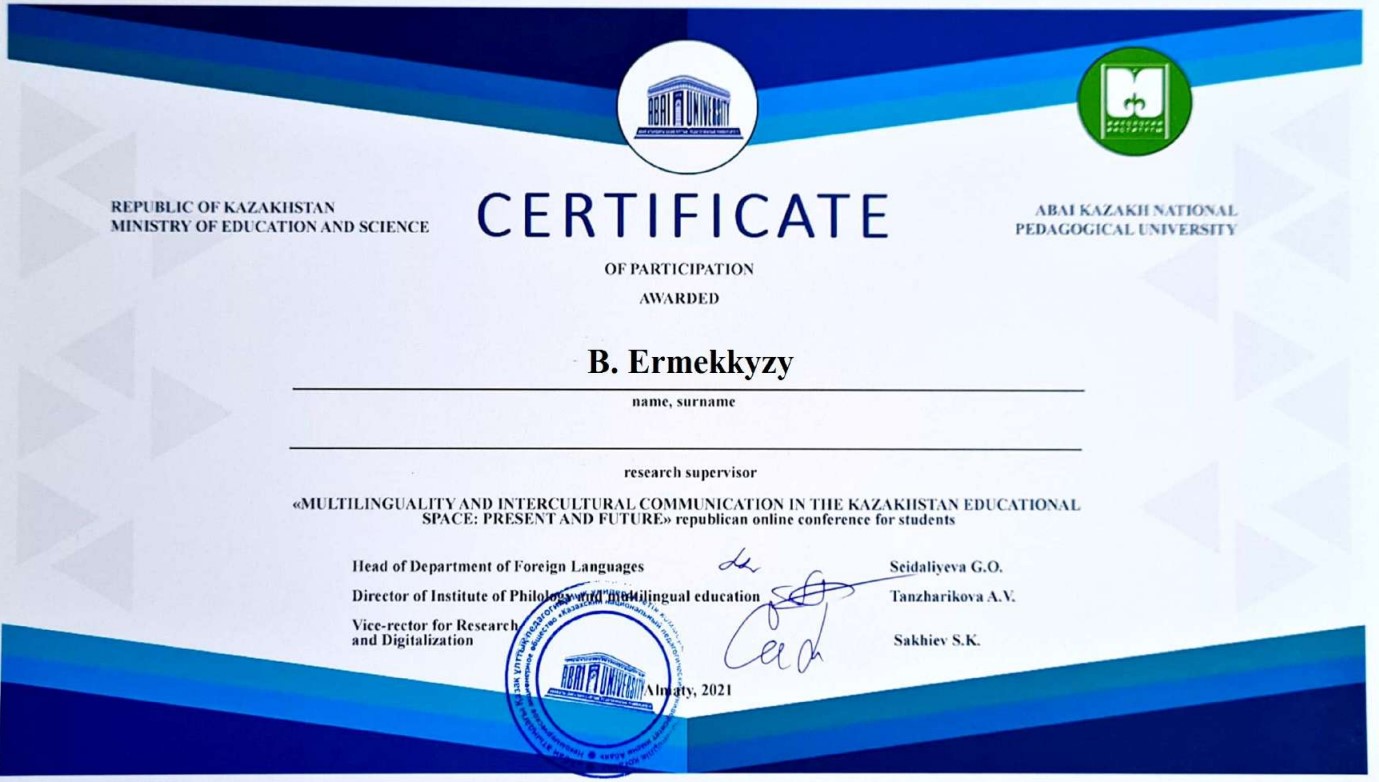 ABAI UNIVERSITY
REPUBLIC OF KAZAKHSTAN
MINISTRY OF EDUCATION AND SCIENCE
CERTIFICATE
ABAI KAZAKH NATIONAL
PEDAGOGICAL UNIVERSITY
OF PARTICIPATION
AWARDED
B. Ermekkyzy
name, surname
research supervisor
«MULTILINGUALITY AND INTERCULTURAL COMMUNICATION IN THE KAZAKHSTAN EDUCATIONAL
SPACE: PRESENT AND FUTURE» republican online conference for students
Head of Department of Foreign Languages Seidaliyeva G.O.
Director of Institute of Philology and multilingual education Tanzharikova A.V.
Vice-rector for Research
and Digitalization Sakhiev S.K.
ABAI UNIVERSITY
Almaty, 2021